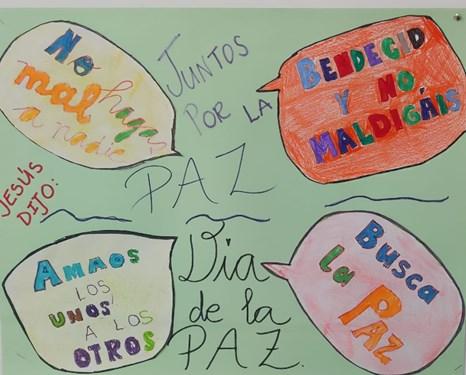 No
mal hagas
a nadie
JUNTOS
POR LA
PAZ
BENDECID
Y NO
MALDIGÁIS
JESÚS
DIJO:
AMAOS
LOS
UNOS
A LOS
OTROS
Día
de la
PAZ.
Busca
la
PAZ